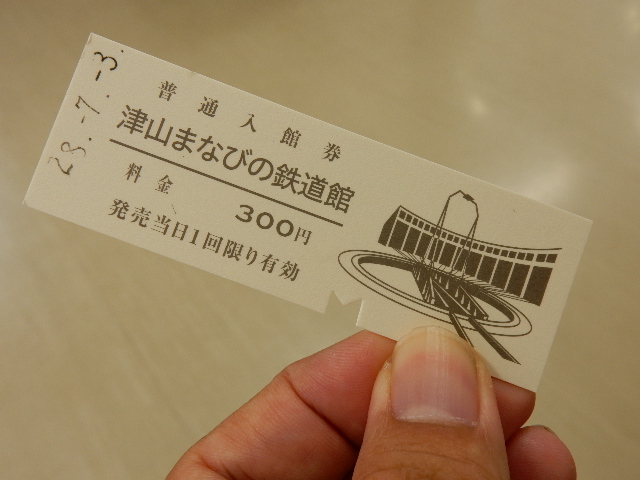 28.-7.-3.
普通入館券
津山まなびの鉄道館
料金 300円
発売当日1回限り有効